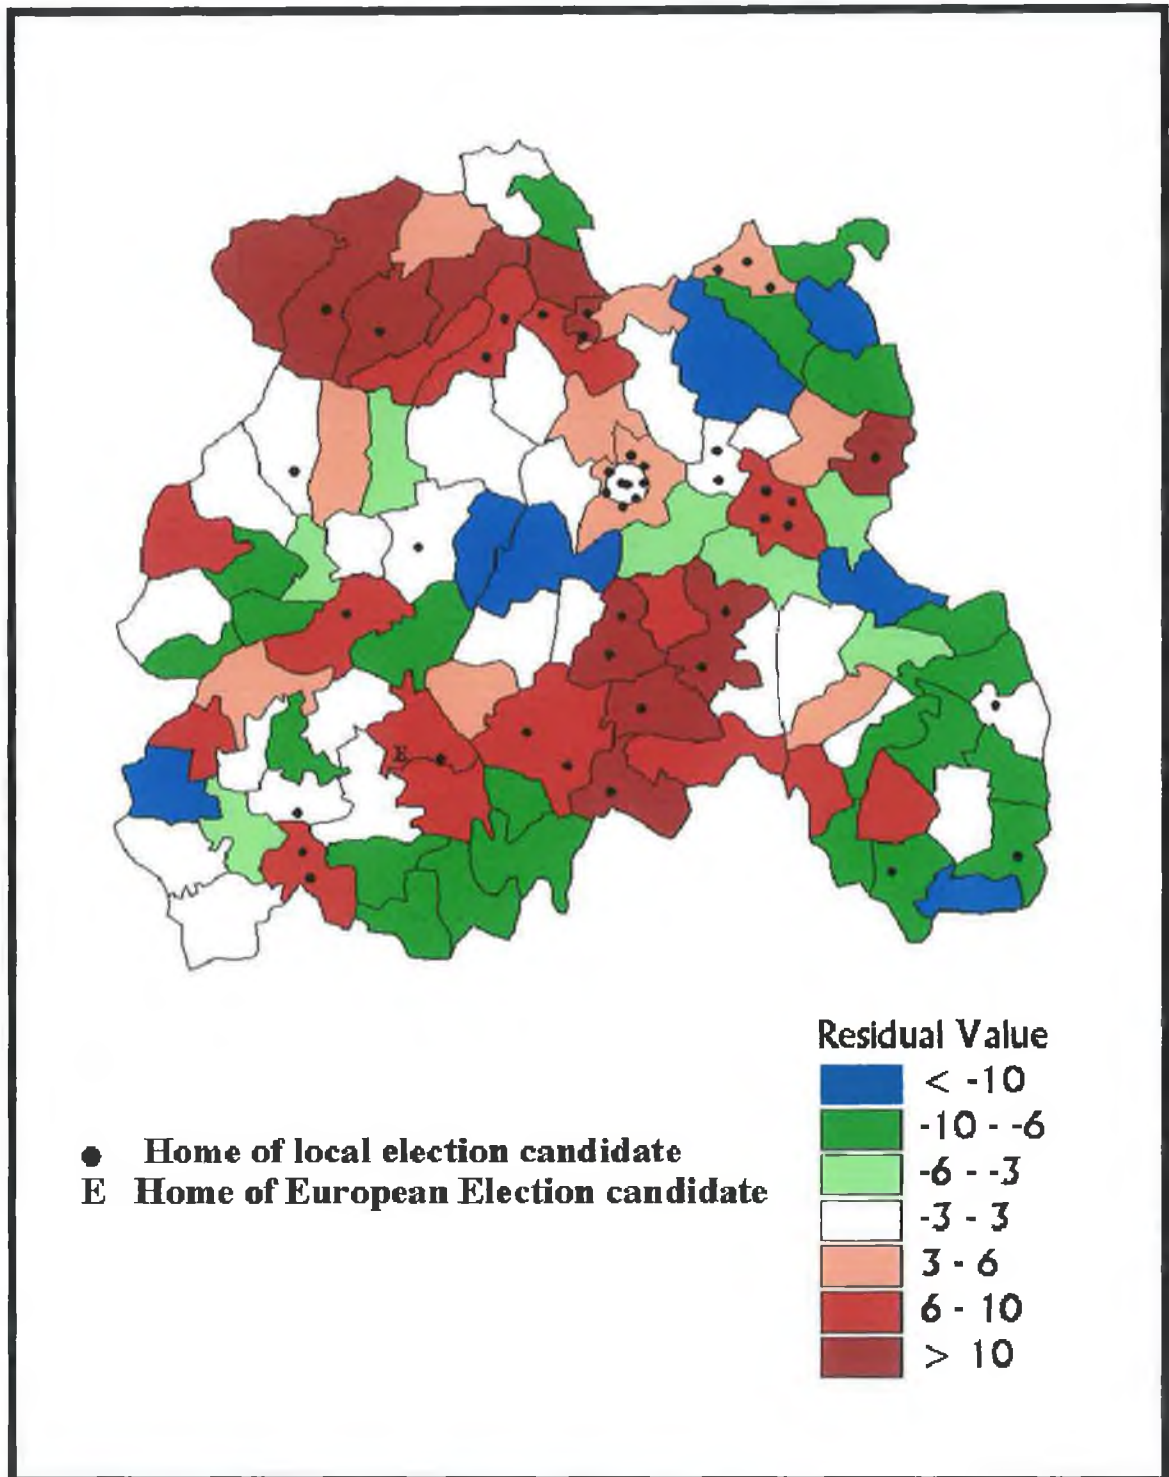 E
Residual Value
< -10
-10 - -6
-6 - -3
-3 - 3
3 - 6
6 - 10
> 10
● Home of local election candidate
E Home of European Election candidate